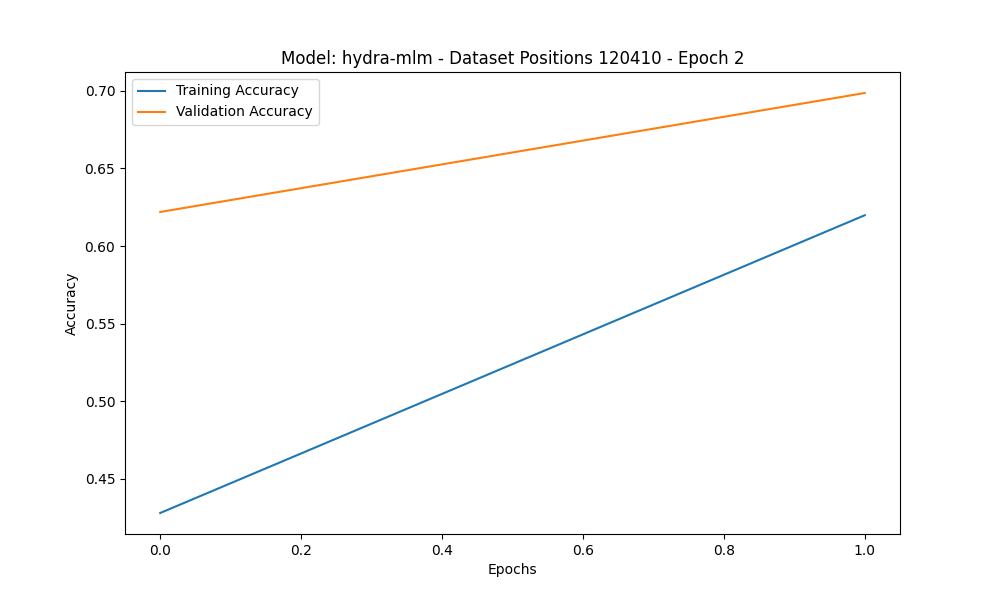 Model: hydra-mlm - Dataset Positions 120410 - Epoch 2
Training Accuracy
Validation Accuracy
0.70
0.65
0.60
0.55
0.50
0.45
Accuracy
0.0 0.2 0.4 0.6 0.8 1.0
Epochs